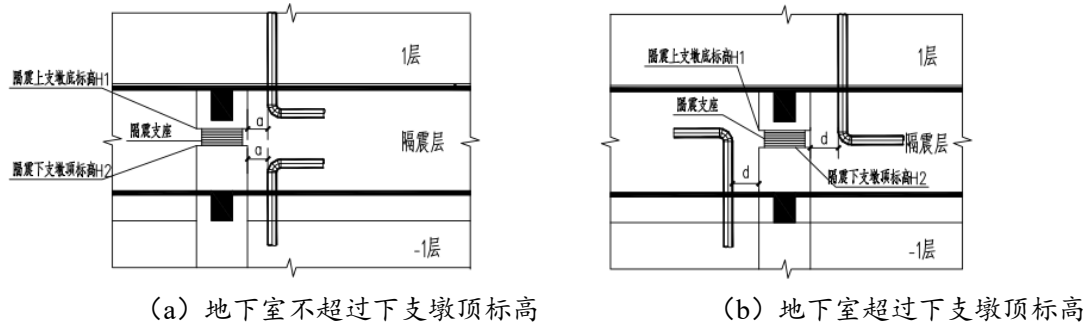 1层
隔震上支墩底标高H1
a
隔震支座
隔震层
隔震下支墩顶标高H2
a
-1层
(a)地下室不超过下支墩顶标高
1层
隔震上支墩底标高H1
隔震支座
d
隔震层
隔震下支墩顶标高H2
d
-1层
(b)地下室超过下支墩顶标高